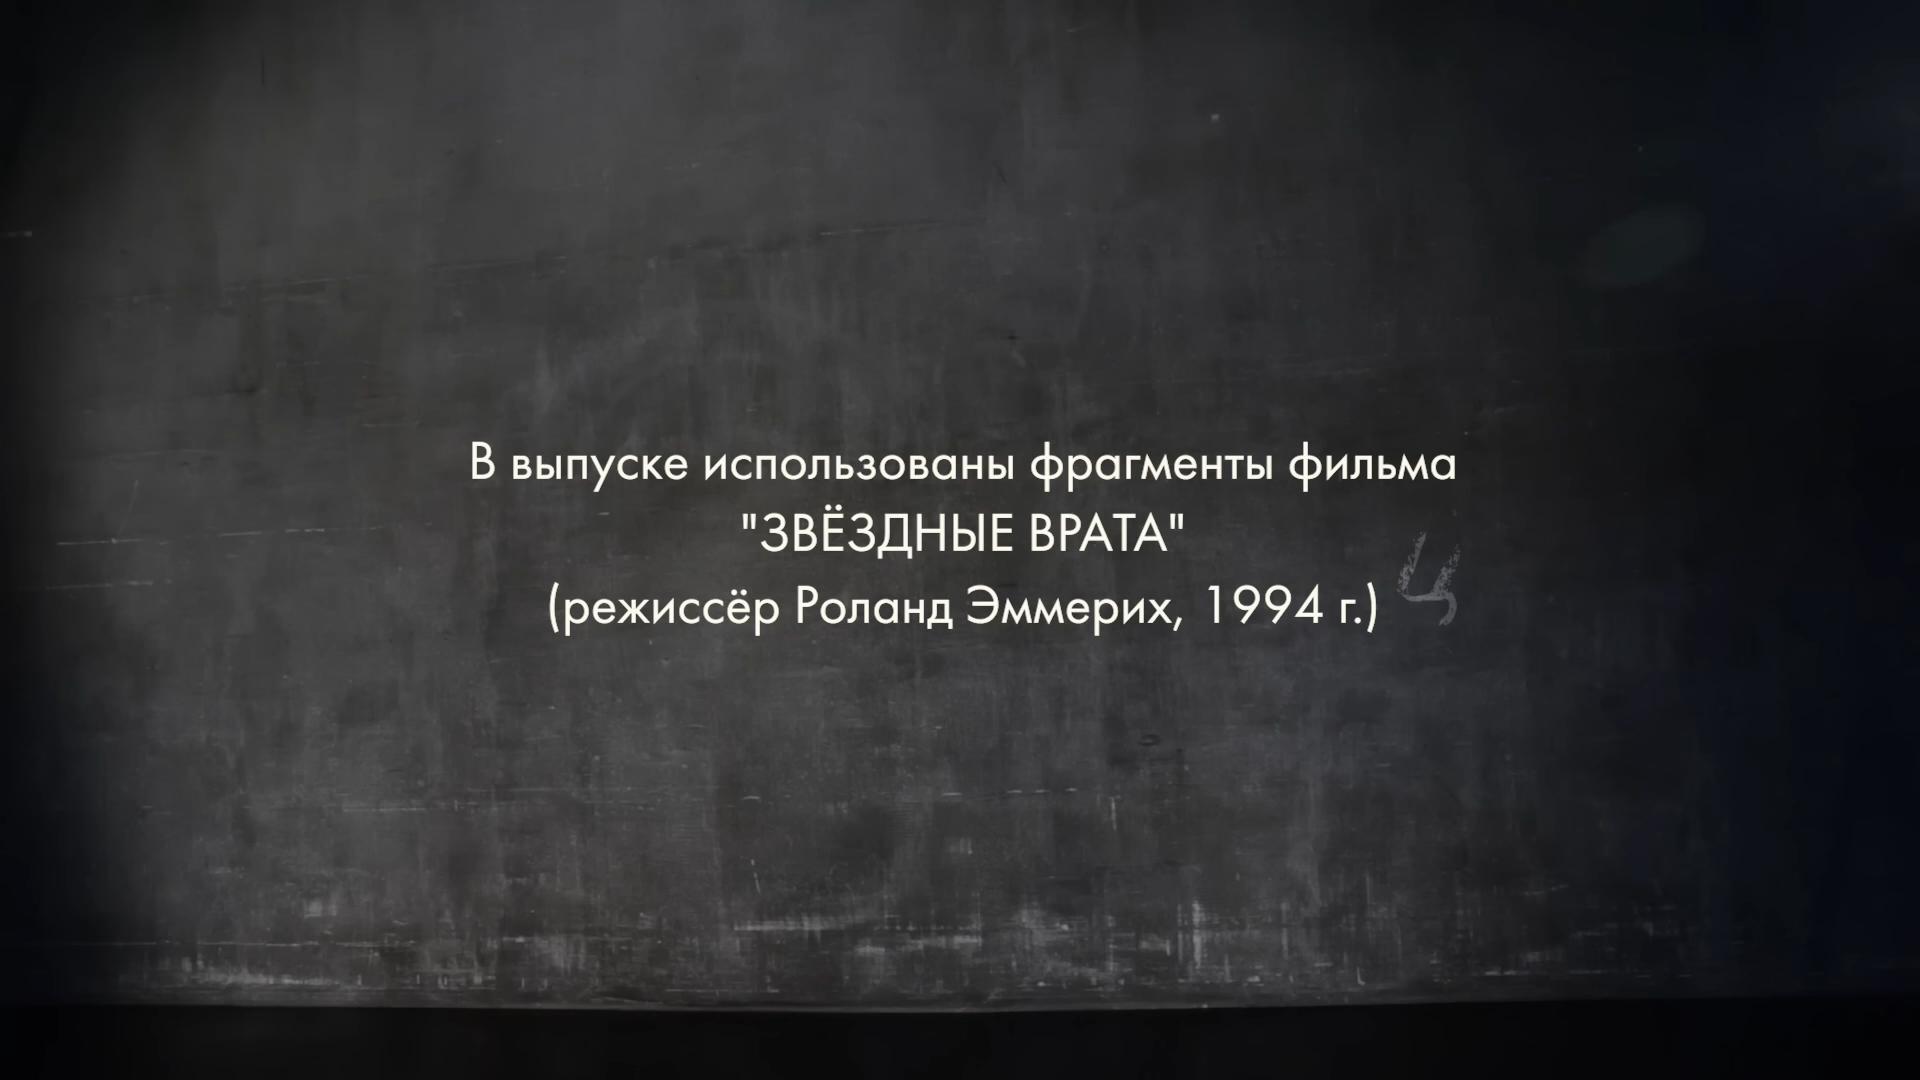 В выпуске использованы фрагменты фильма
"ЗВЁЗДНЫЕ ВРАТА"
(режиссёр Роланд Эммерих, 1994 г.)
ц